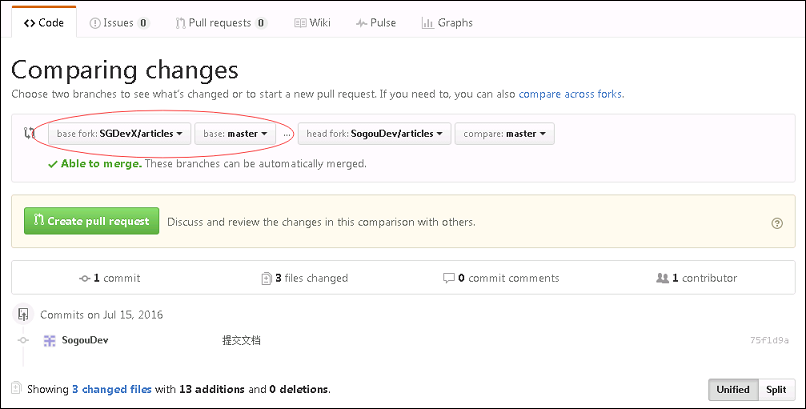 Code Issues 0 Pull requests 0 Wiki Pulse Graphs
Comparing changes
Choose two branches to see what's changed or to start a new pull request. If you need to, you can also compare across forks.
base fork: SGDevX/articles base: master ... head fork: SogouDev/articles compare: master
Able to merge. These branches can be automatically merged.
Create pull request Discuss and review the changes in this comparison with others.
1 commit 3 files changed 0 commit comments 1 contributor
Commits on Jul 15, 2016
SogouDev 提交文档 75f1d9a
Showing 3 changed files with 13 additions and 0 deletions. Unified Split